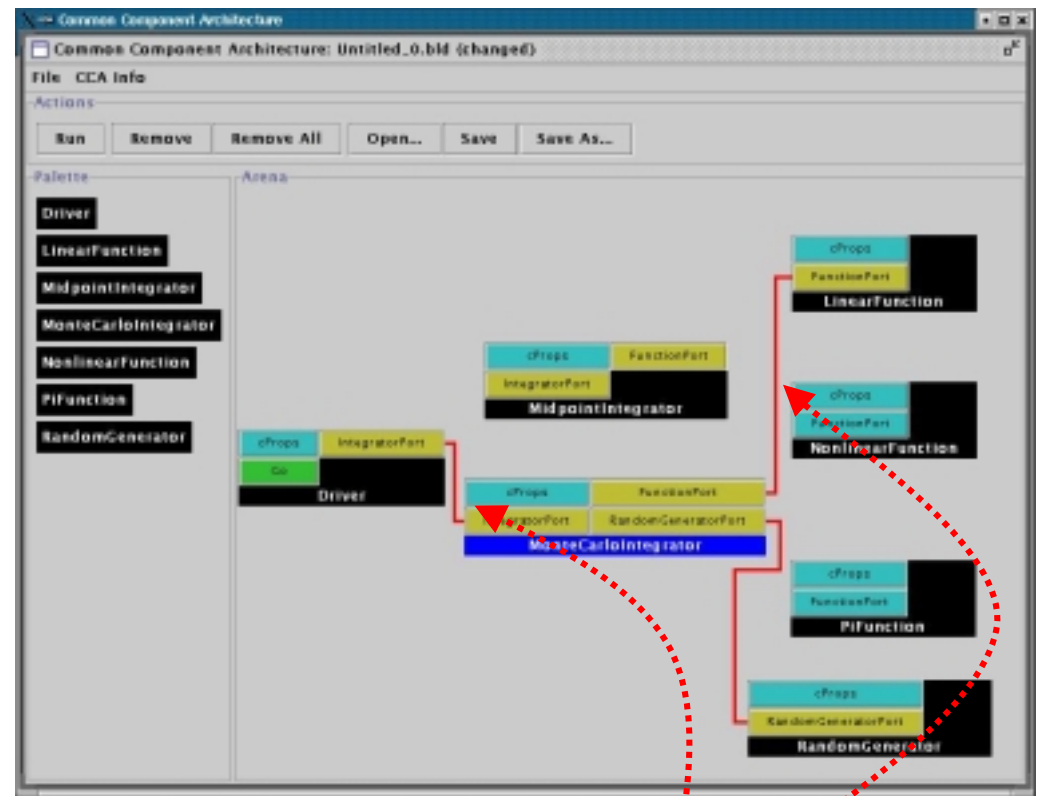 Common Component Architecture
Common Component Architecture: Untitled_0.bld (changed)
File CCA Info
Actions
Run Remove Remove All Open... Save Save As...
Palette
Arena
Driver
LinearFunction
MidpointIntegrator
MonteCarloIntegrator
NonlinearFunction
PiFunction
RandomGenerator
cProps
FunctionPort
LinearFunction
cProps FunctionPort
IntegratorPort
MidpointIntegrator
cProps
FunctionPort
NonlinearFunction
cProps IntegratorPort
Go
Driver
cProps FunctionPort
IntegratorPort RandomGeneratorPort
MonteCarloIntegrator
cProps
FunctionPort
PiFunction
cProps
RandomGeneratorPort
RandomGenerator